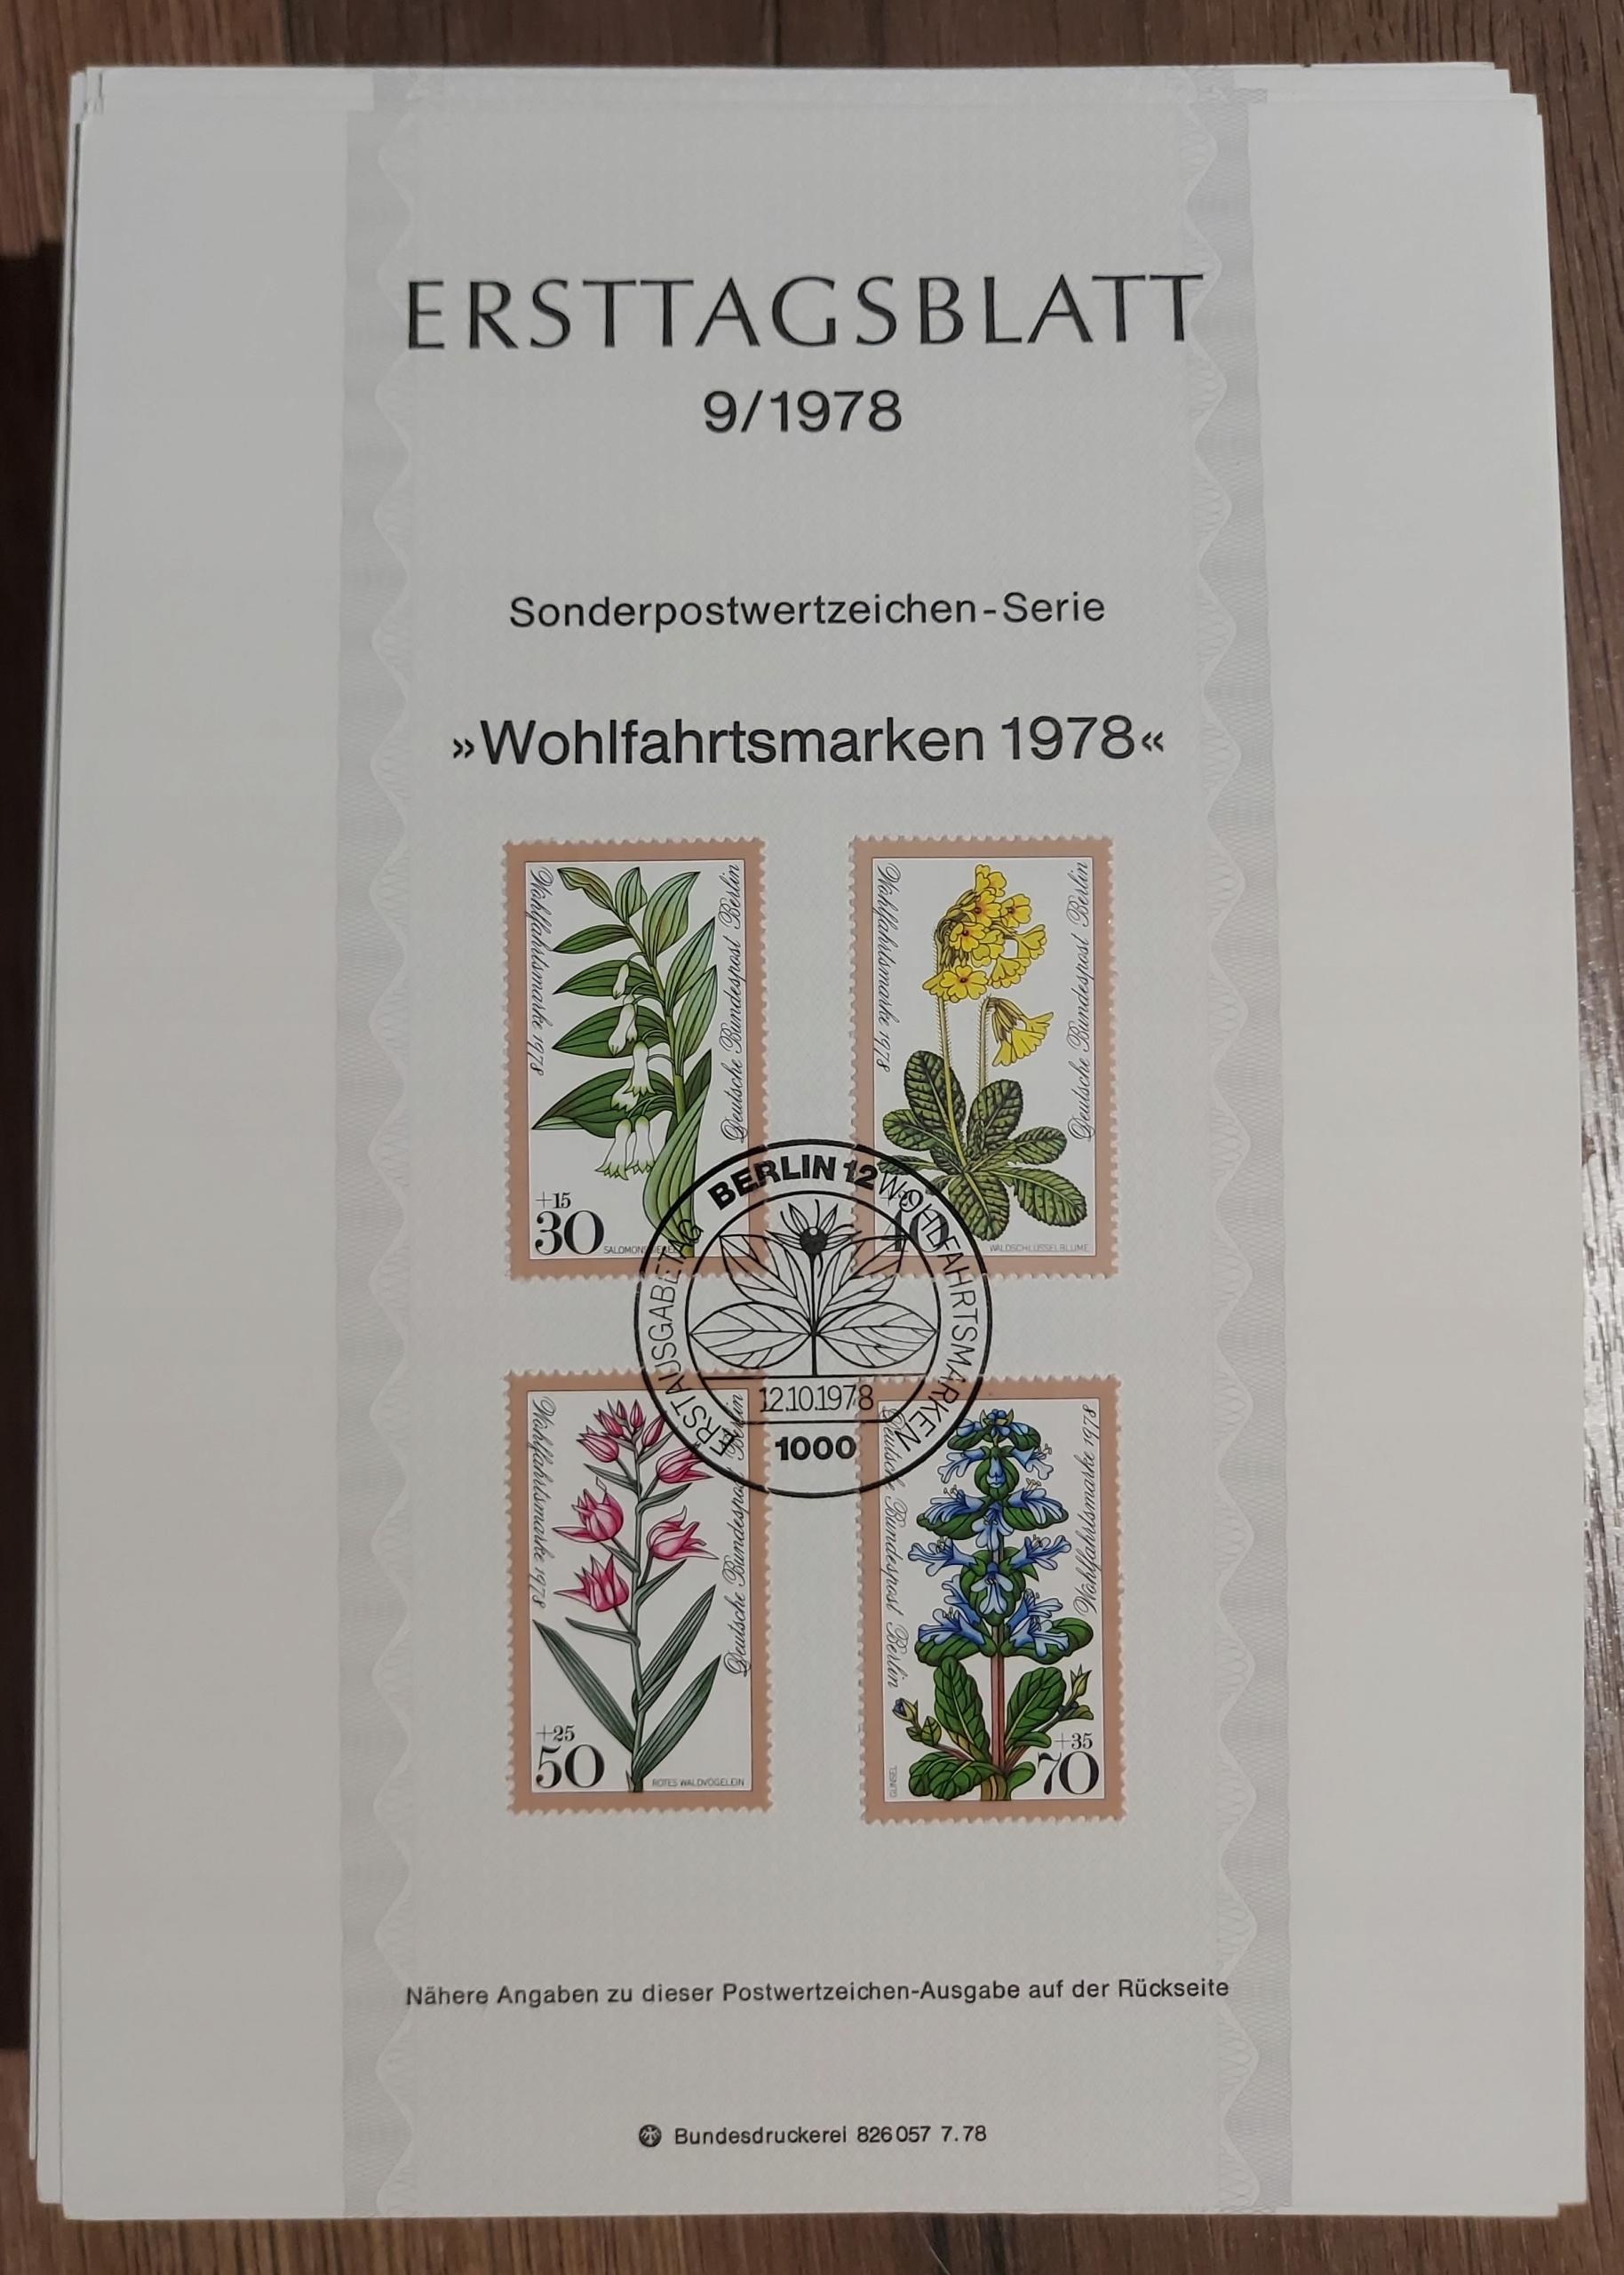 ERSTTAGSBLATT
9/1978
Sonderpostwertzeichen-Serie
»Wohlfahrtsmarken 1978«
Wohlfahrtsmarke 1978
Deutsche Bundespost Berlin
+15
30
Wohlfahrtsmarke 1978
Deutsche Bundespost Berlin
40
WALDSCHLÜSSELBLUME
BERLIN 12
WOHLFAHRTSMARKEN
ERSTAUSGABETAG
12.10.1978
1000
Wohlfahrtsmarke 1978
Deutsche Bundespost Berlin
+25
50
ROTES WALDVÖGELEIN
Deutsche Bundespost Berlin
Wohlfahrtsmarke 1978
+35
70
GÜNSEL
Nähere Angaben zu dieser Postwertzeichen-Ausgabe auf der Rückseite
Bundesdruckerei 826057 7.78